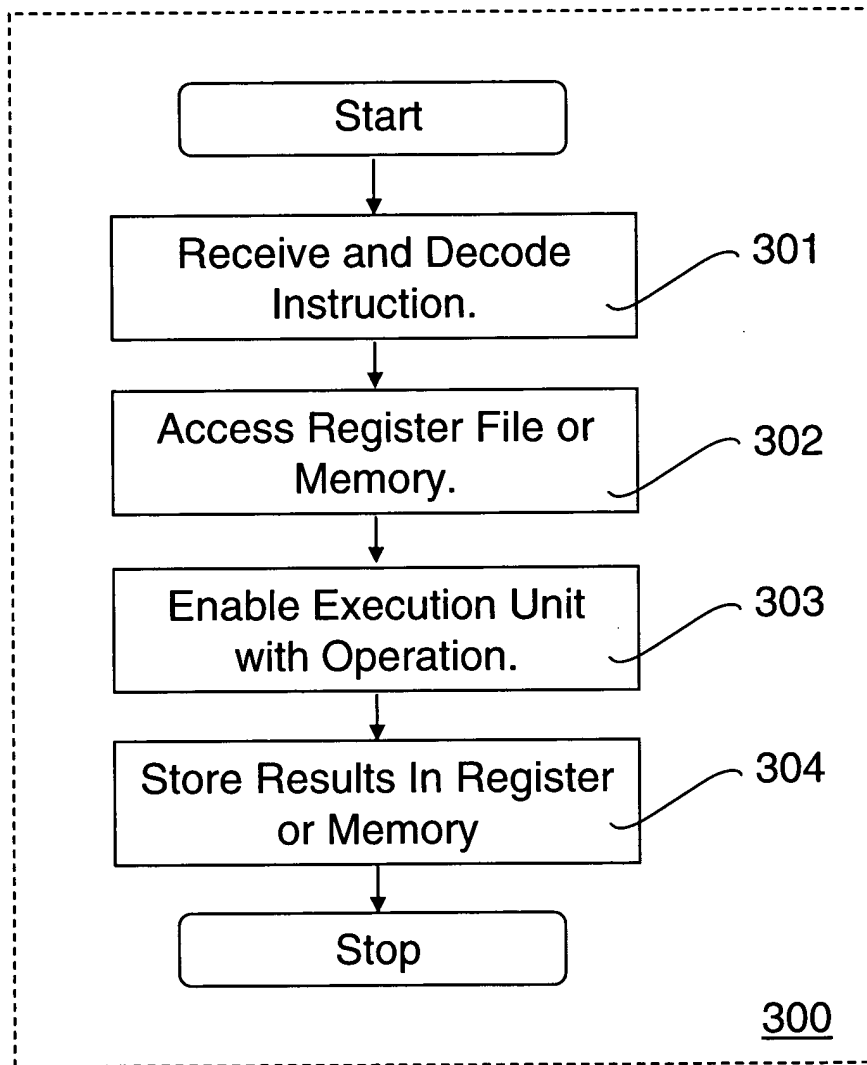 Start
Receive and Decode
Instruction.
301
Access Register File or
Memory.
302
Enable Execution Unit
with Operation.
303
Store Results In Register
or Memory
304
Stop
300